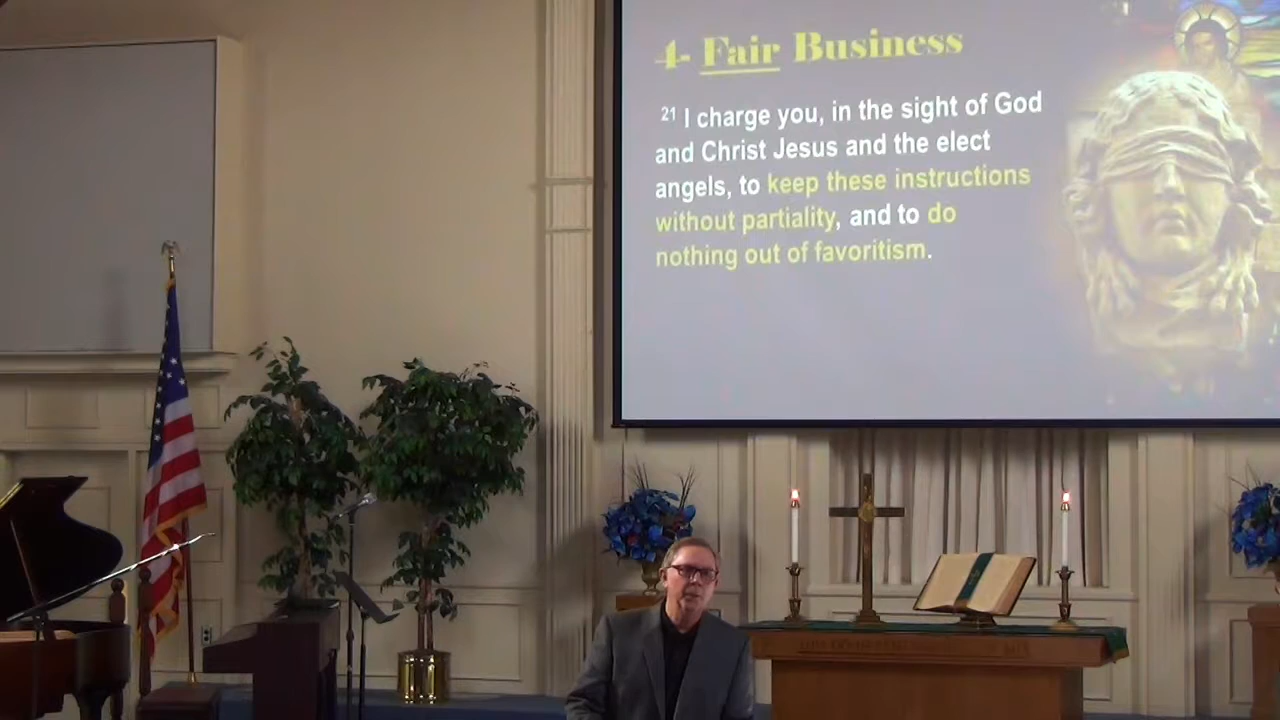 4- Fair Business
21 I charge you, in the sight of God
and Christ Jesus and the elect
angels, to keep these instructions
without partiality, and to do
nothing out of favoritism.